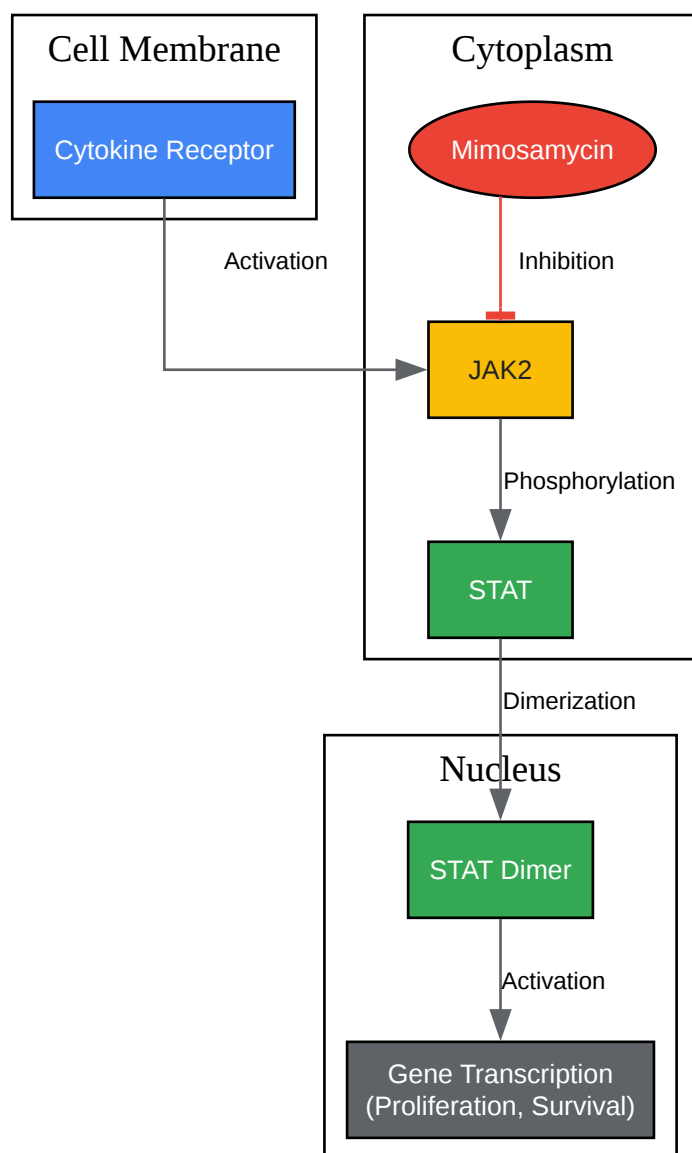 Cell Membrane
Cytokine Receptor
Cytoplasm
Mimosamycin
Activation
Inhibition
JAK2
Phosphorylation
STAT
Dimerization
Nucleus
STAT Dimer
Activation
Gene Transcription
(Proliferation, Survival)